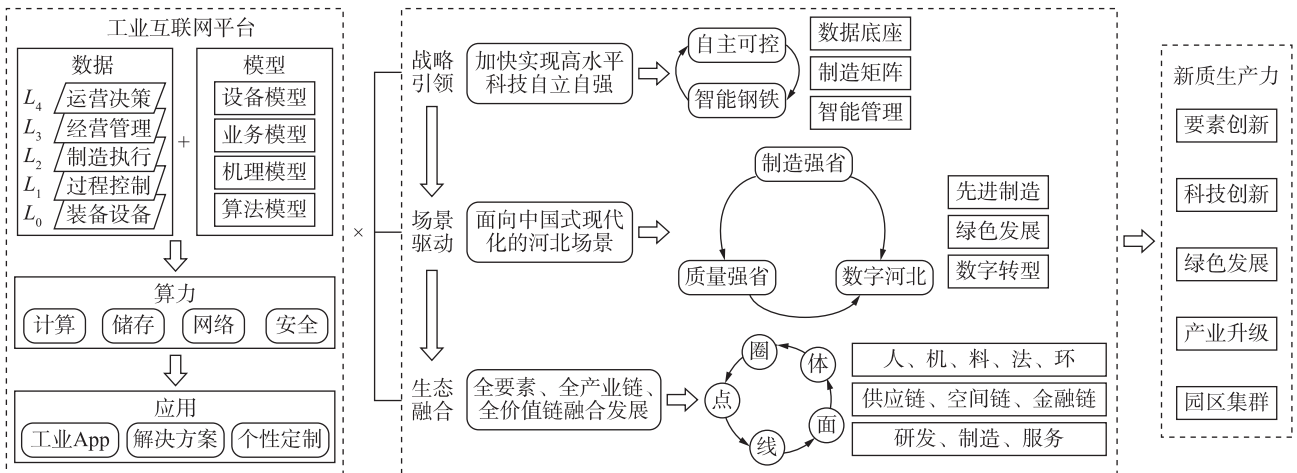 工业互联网平台
数据
L4 运营决策
L3 经营管理
L2 制造执行
L1 过程控制
L0 装备设备
+
模型
设备模型
业务模型
机理模型
算法模型
算力
计算 储存 网络 安全
应用
工业App 解决方案 个性定制
×
战略
引领
加快实现高水平
科技自立自强
自主可控
智能钢铁
数据底座
制造矩阵
智能管理
场景
驱动
面向中国式现代
化的河北场景
制造强省
质量强省
数字河北
先进制造
绿色发展
数字转型
生态
融合
全要素、全产业链、
全价值链融合发展
圈
体
点
面
线
人、机、料、法、环
供应链、空间链、金融链
研发、制造、服务
新质生产力
要素创新
科技创新
绿色发展
产业升级
园区集群